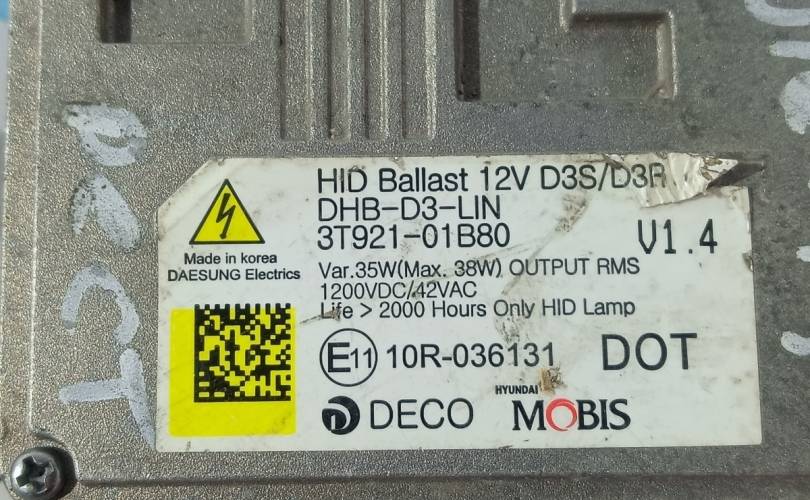 HID Ballast 12V D3S/D3R
DHB-D3-LIN
3T921-01B80
V1.4
Made in korea
DAESUNG Electrics
Var.35W(Max. 38W) OUTPUT RMS
1200VDC/42VAC
Life > 2000 Hours Only HID Lamp
E11 10R-036131 DOT
DECO
HYUNDAI
MOBIS